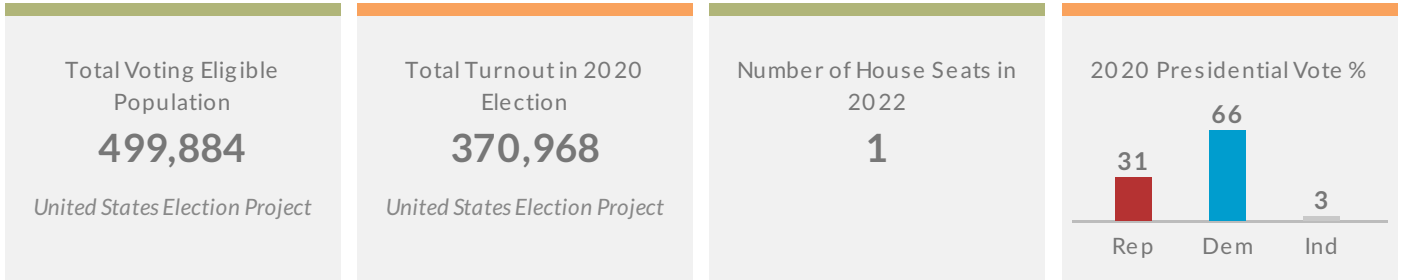 Total Voting Eligible
Population
499,884
United States Election Project
Total Turnout in 2020
Election
370,968
United States Election Project
Number of House Seats in
2022
1
2020 Presidential Vote %
66
31
3
Rep Dem Ind